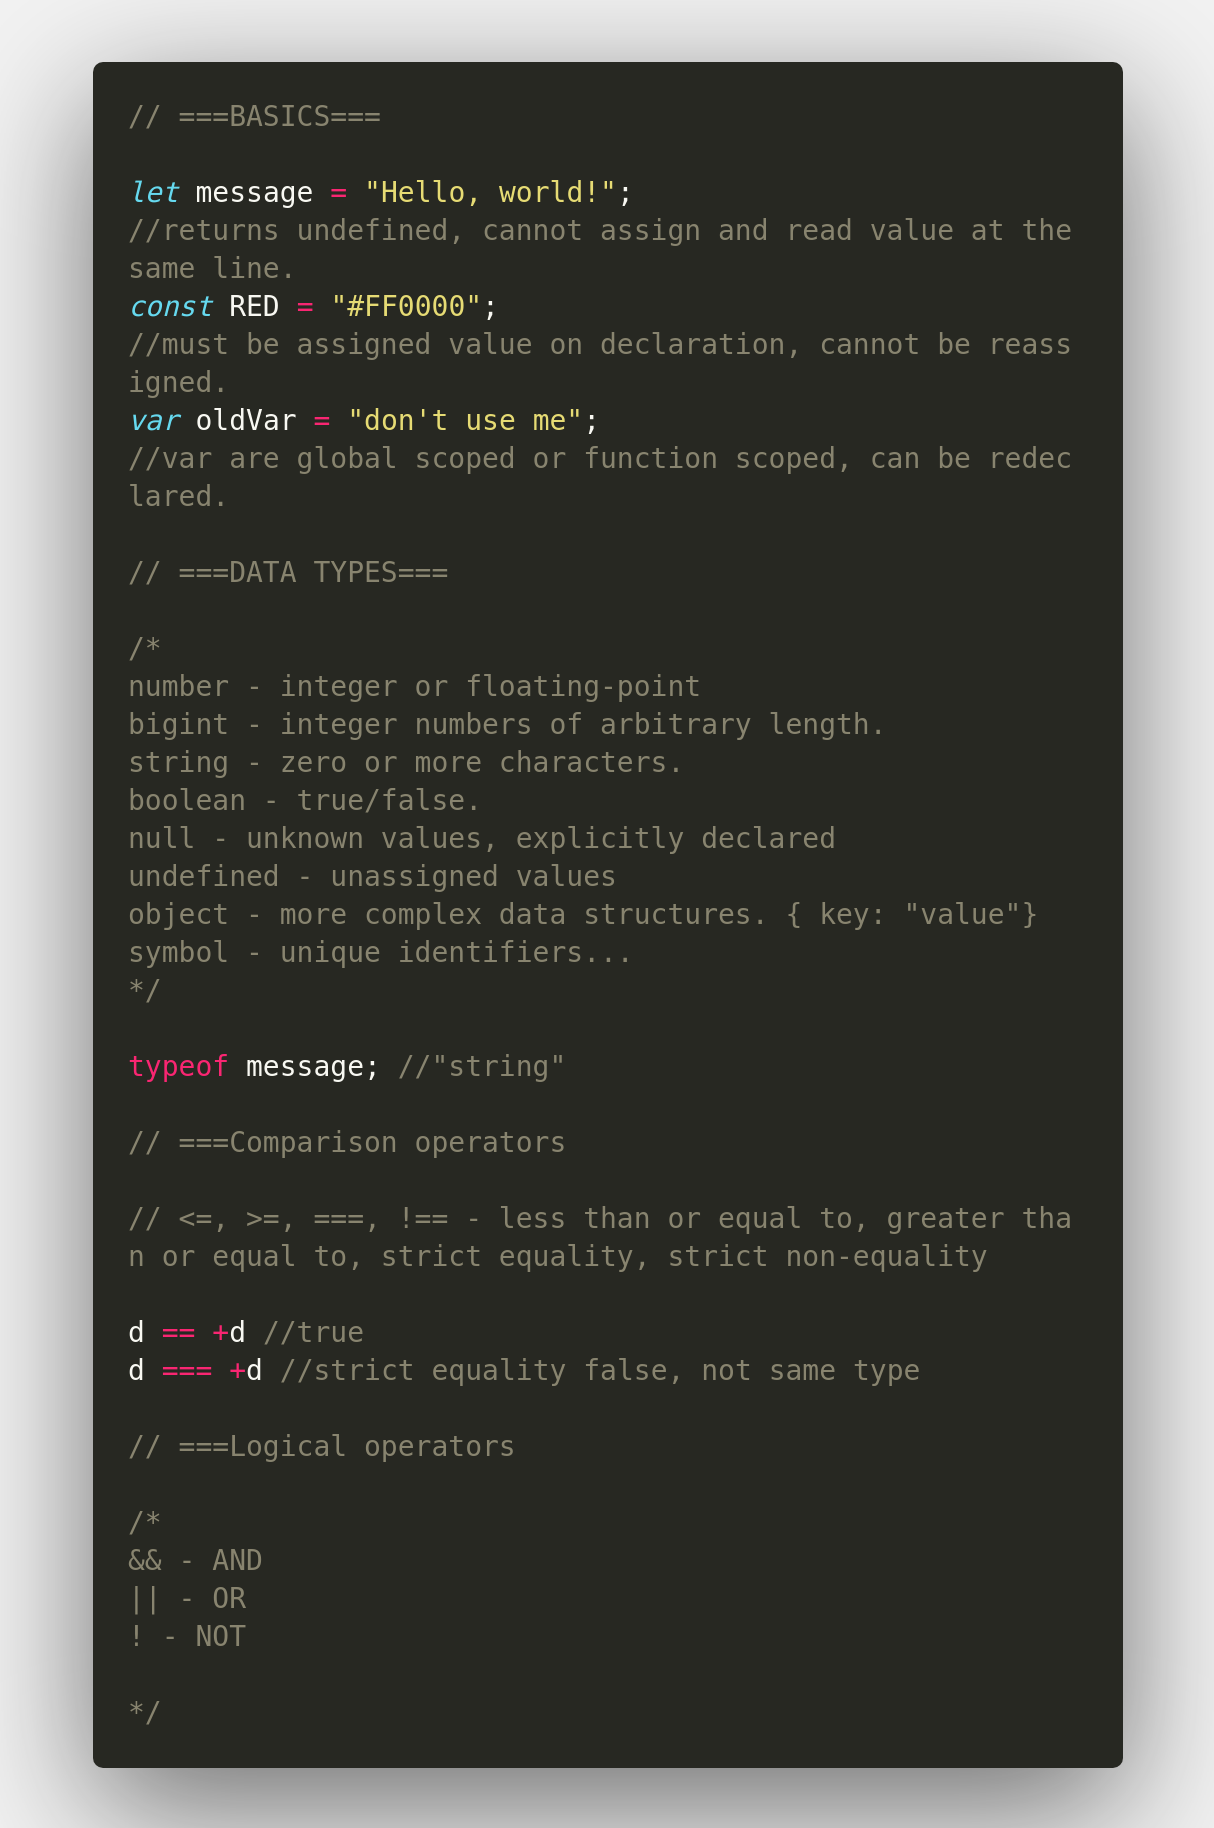 // ===BASICS===
let message = "Hello, world!";
//returns undefined, cannot assign and read value at the
same line.
const RED = "#FF0000";
//must be assigned value on declaration, cannot be reass
igned.
var oldVar = "don't use me";
//var are global scoped or function scoped, can be redec
lared.
// ===DATA TYPES===
/*
number - integer or floating-point
bigint - integer numbers of arbitrary length.
string - zero or more characters.
boolean - true/false.
null - unknown values, explicitly declared
undefined - unassigned values
object - more complex data structures. { key: "value"}
symbol - unique identifiers...
*/
typeof message; //"string"
// ===Comparison operators
// <=, >=, ===, !== - less than or equal to, greater tha
n or equal to, strict equality, strict non-equality
d == +d //true
d === +d //strict equality false, not same type
// ===Logical operators
/*
&& - AND
|| - OR
! - NOT
*/